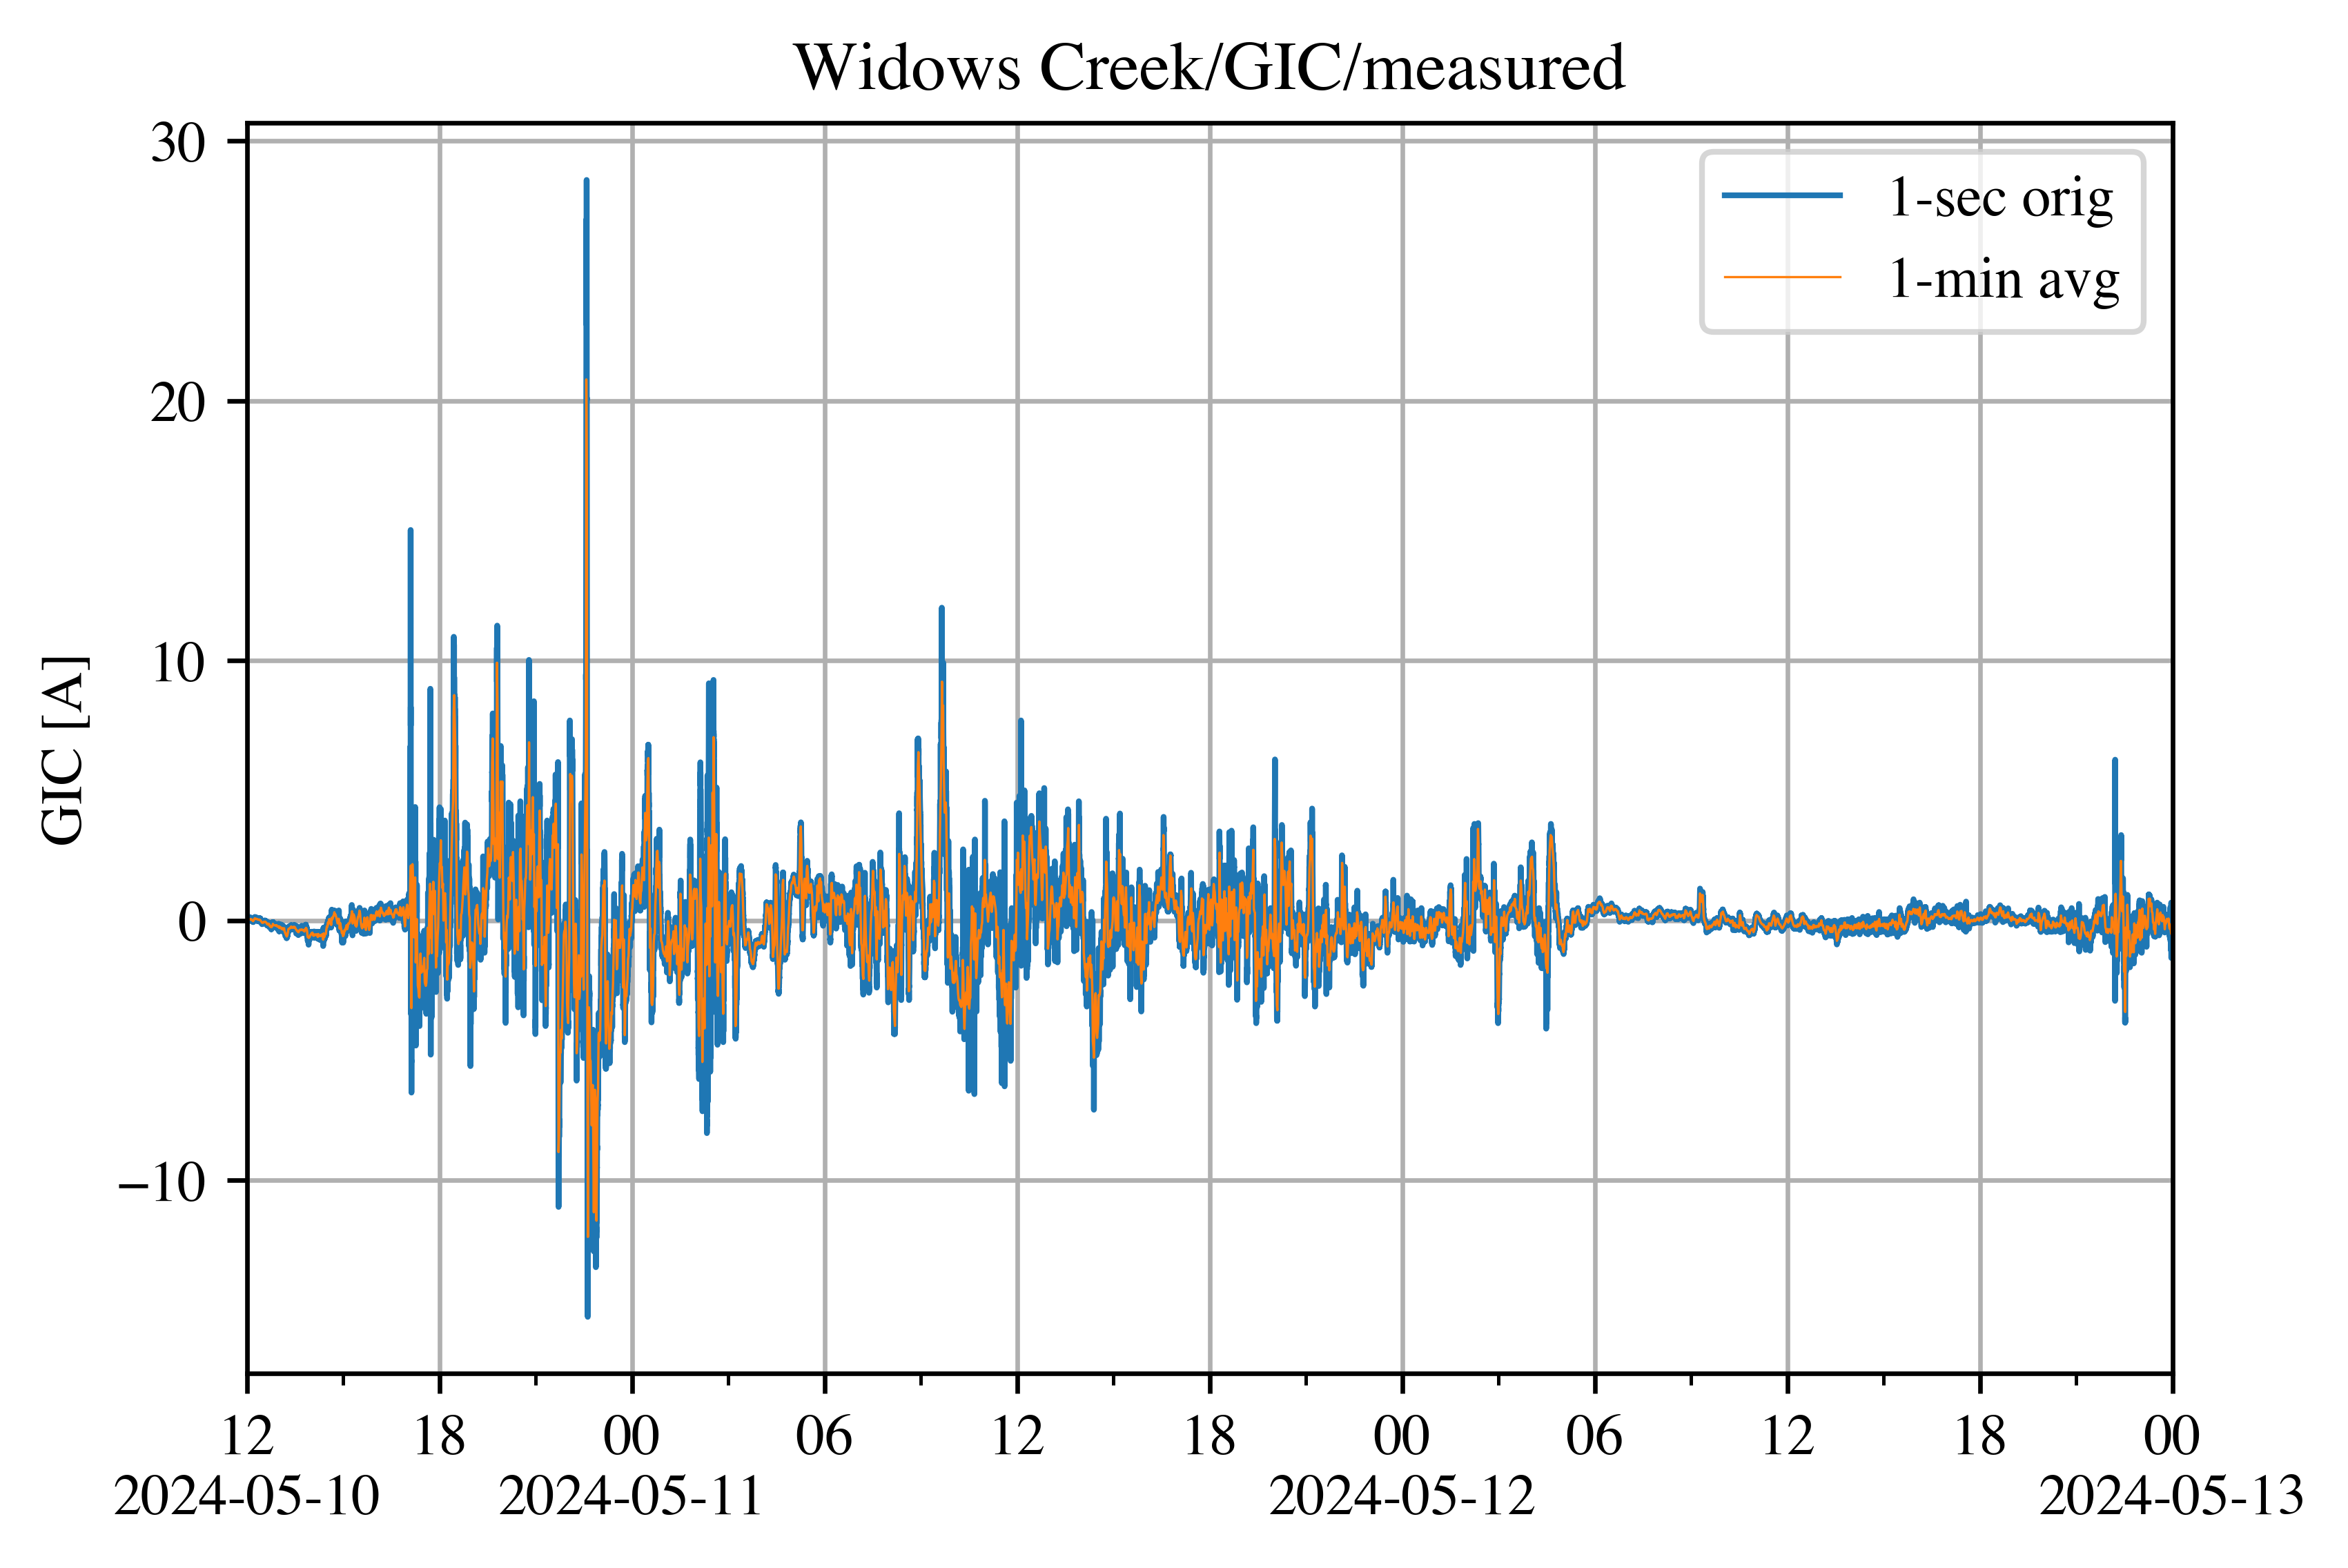 Widows Creek/GIC/measured
30
20
10
0
−10
GIC [A]
1-sec orig
1-min avg
12 18 00 06 12 18 00 06 12 18 00
2024-05-10 2024-05-11 2024-05-12 2024-05-13